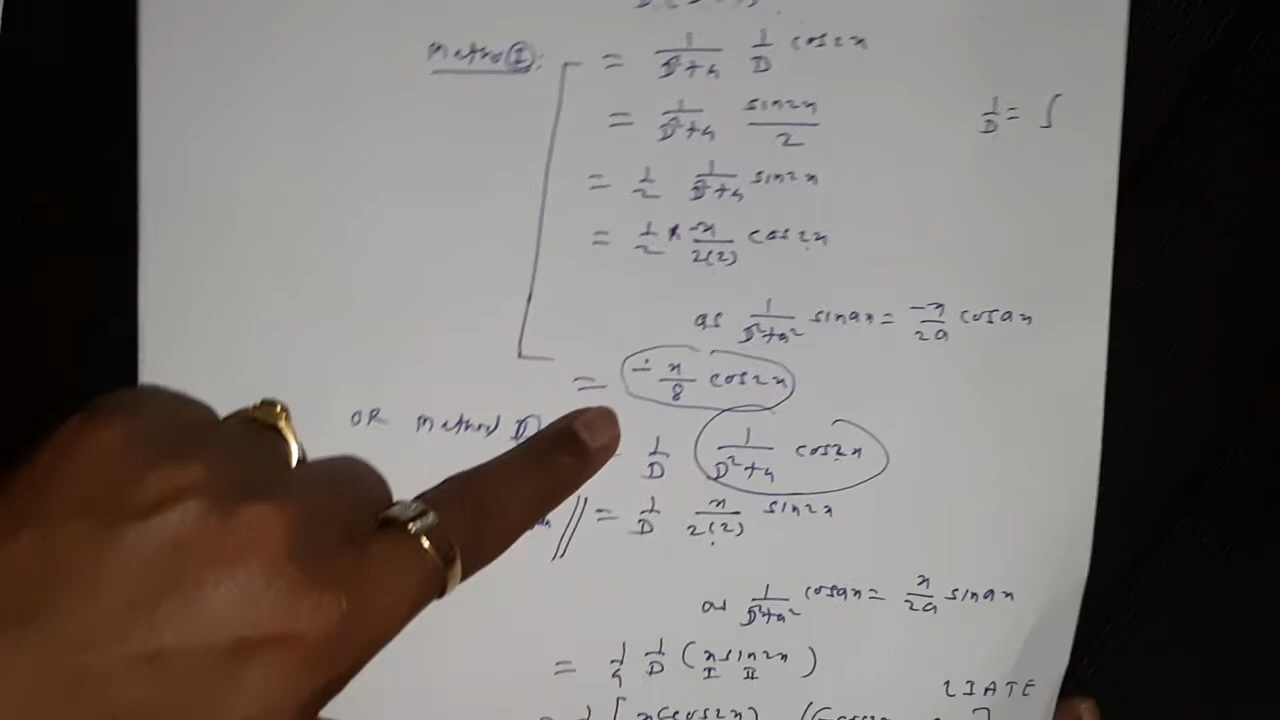 Method I: = 1/(D²+4) 1/D cos2x
= 1/(D²+4) sin2x/2
1/D = ∫
= 1/2 1/(D²+4) sin2x
= 1/2 × -x/2(2) cos2x
as 1/(D²+a²) sinax = -x/2a cosax
= - x/8 cos2x
OR Method II 1/D 1/(D²+4) cos2x
= 1/D x/2(2) sin2x
as 1/(D²+a²) cosax = x/2a sinax
= 1/4 1/D (x sin2x)
I II
LIATE